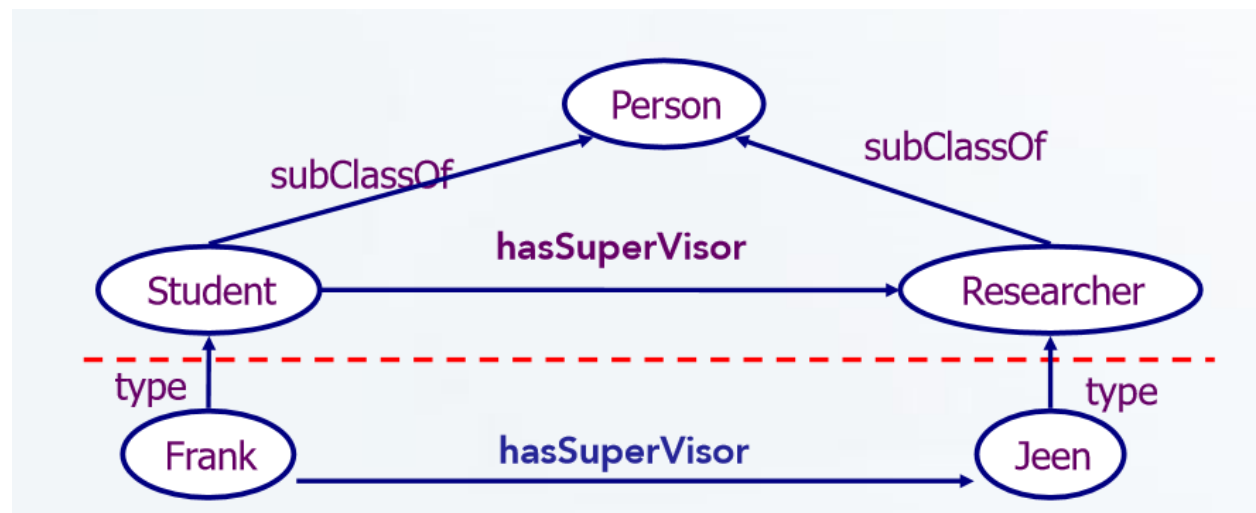 Person
subClassOf
subClassOf
hasSuperVisor
Student
Researcher
type
type
Frank
hasSuperVisor
Jeen